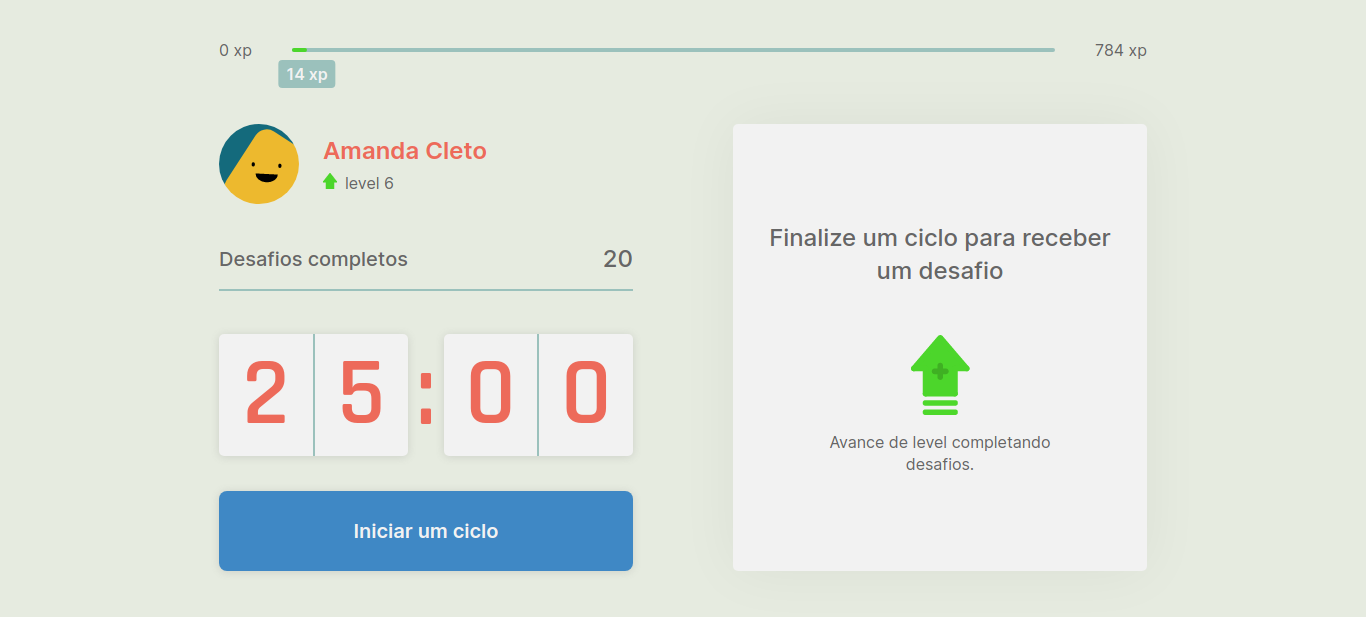 0 xp
784 xp
14 xp
Amanda Cleto
level 6
Desafios completos
20
25:00
Iniciar um ciclo
Finalize um ciclo para receber
um desafio
Avance de level completando
desafios.